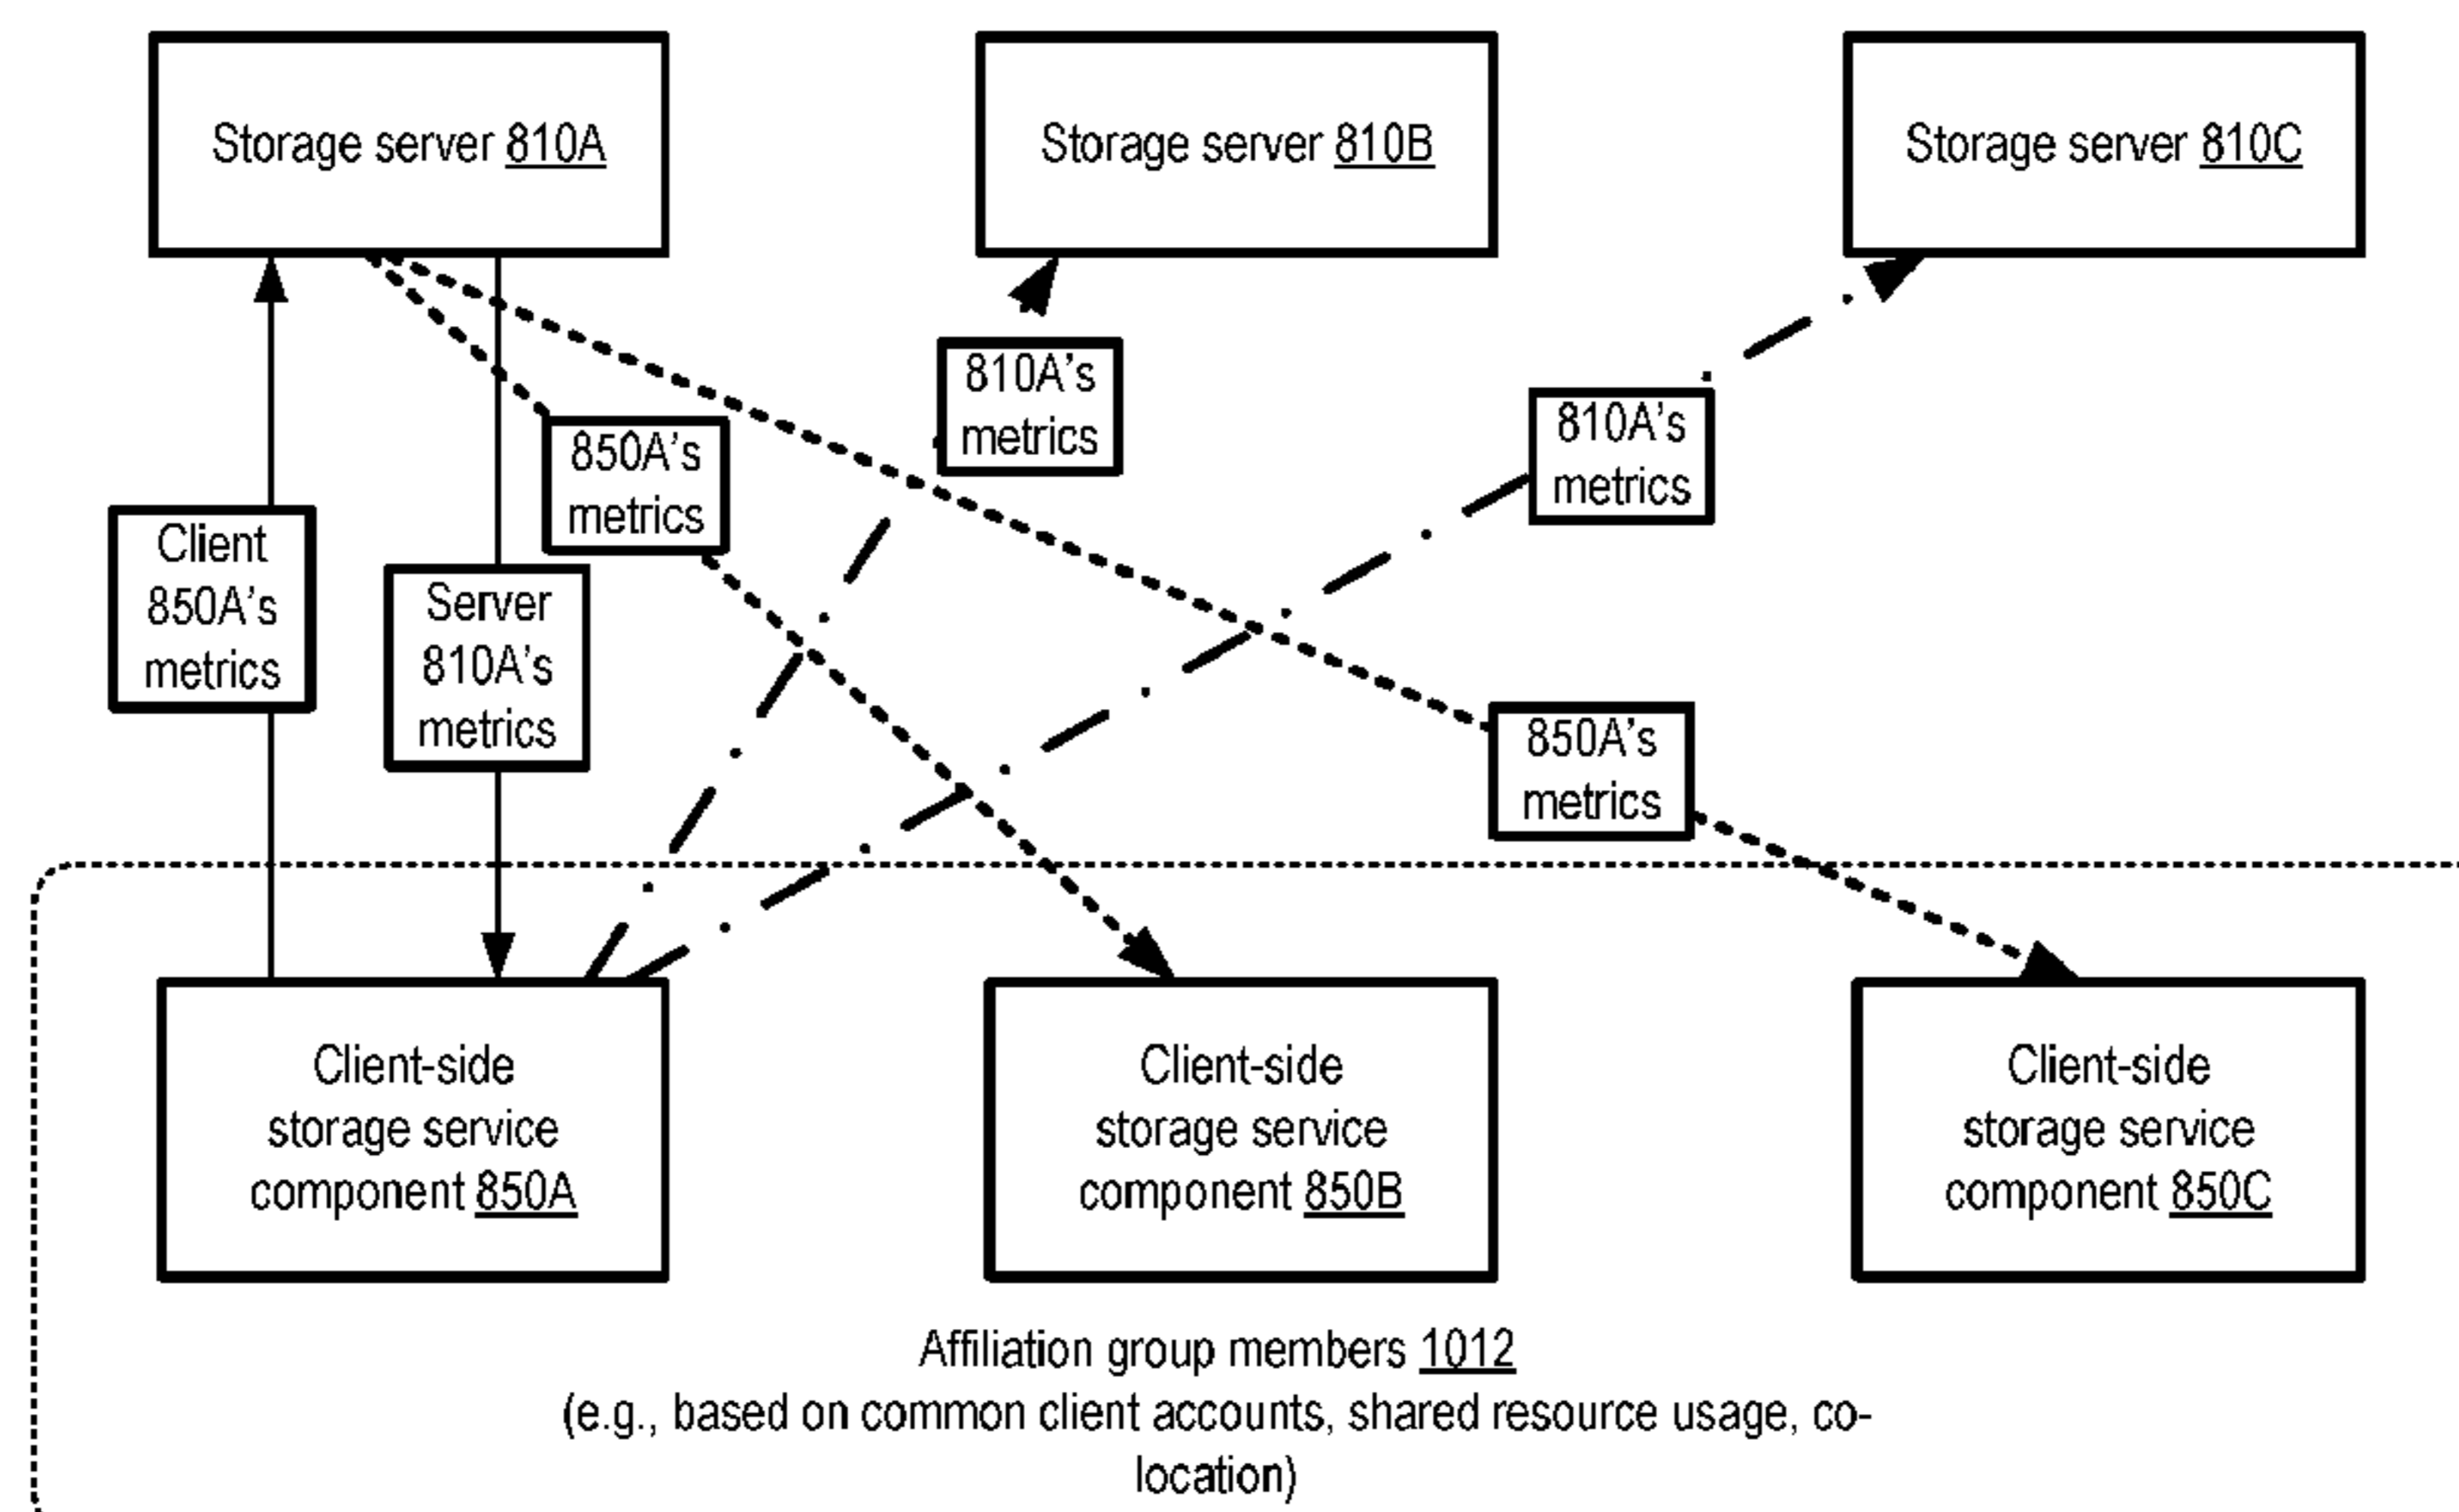 Storage server 810A
Storage server 810B
Storage server 810C
810A's
metrics
810A's
metrics
850A's
metrics
Client
850A's
metrics
Server
810A's
metrics
850A's
metrics
Client-side
storage service
component 850A
Client-side
storage service
component 850B
Client-side
storage service
component 850C
Affiliation group members 1012
(e.g., based on common client accounts, shared resource usage, co-
location)